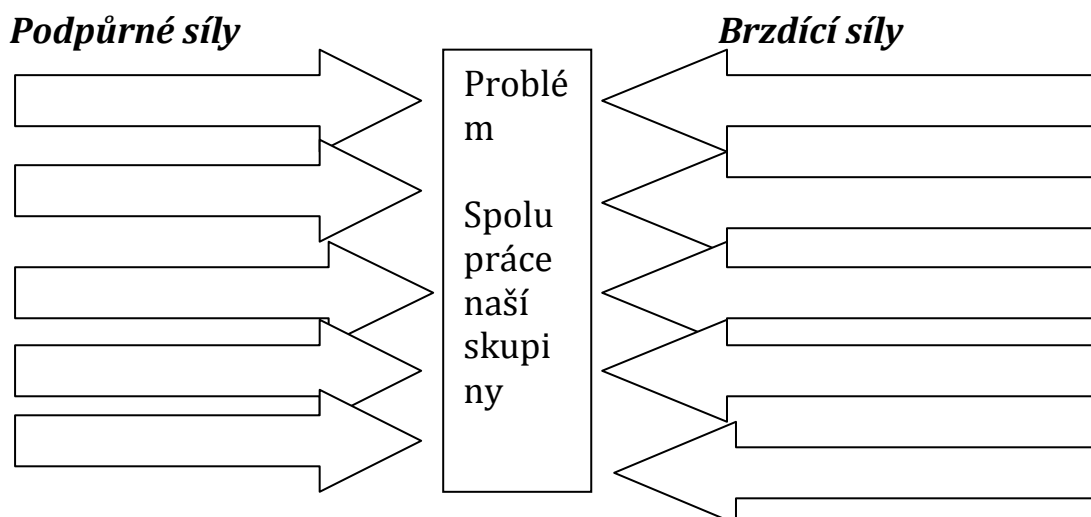 Podpůrné síly
Brzdící síly
Problé
m
Spolu
práce
naší
skupi
ny